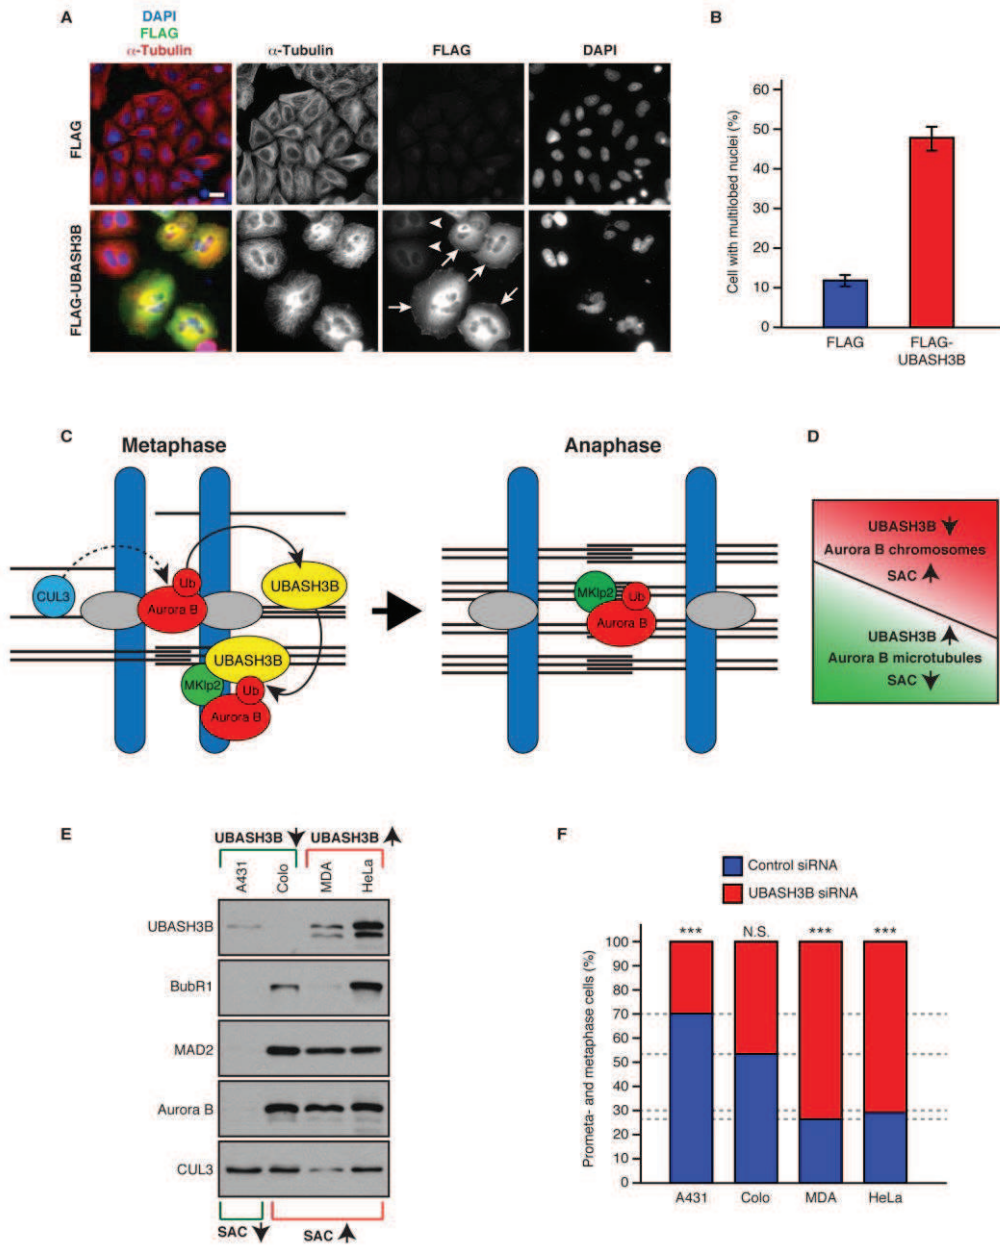 A
DAPI
FLAG
α-Tubulin
α-Tubulin
FLAG
DAPI
FLAG
FLAG-UBASH3B
B
Cell with multilobed nuclei (%)
60
50
40
30
20
10
0
FLAG
FLAG-
UBASH3B
C
Metaphase
Anaphase
CUL3
Ub
Aurora B
UBASH3B
UBASH3B
MKlp2
Ub
Aurora B
MKlp2
Ub
Aurora B
D
UBASH3B
Aurora B chromosomes
SAC
UBASH3B
Aurora B microtubules
SAC
E
UBASH3B UBASH3B
A431 Colo MDA HeLa
UBASH3B
BubR1
MAD2
Aurora B
CUL3
SAC SAC
F
Control siRNA
UBASH3B siRNA
*** N.S. *** ***
Prometa- and metaphase cells (%)
100
90
80
70
60
50
40
30
20
10
0
A431 Colo MDA HeLa